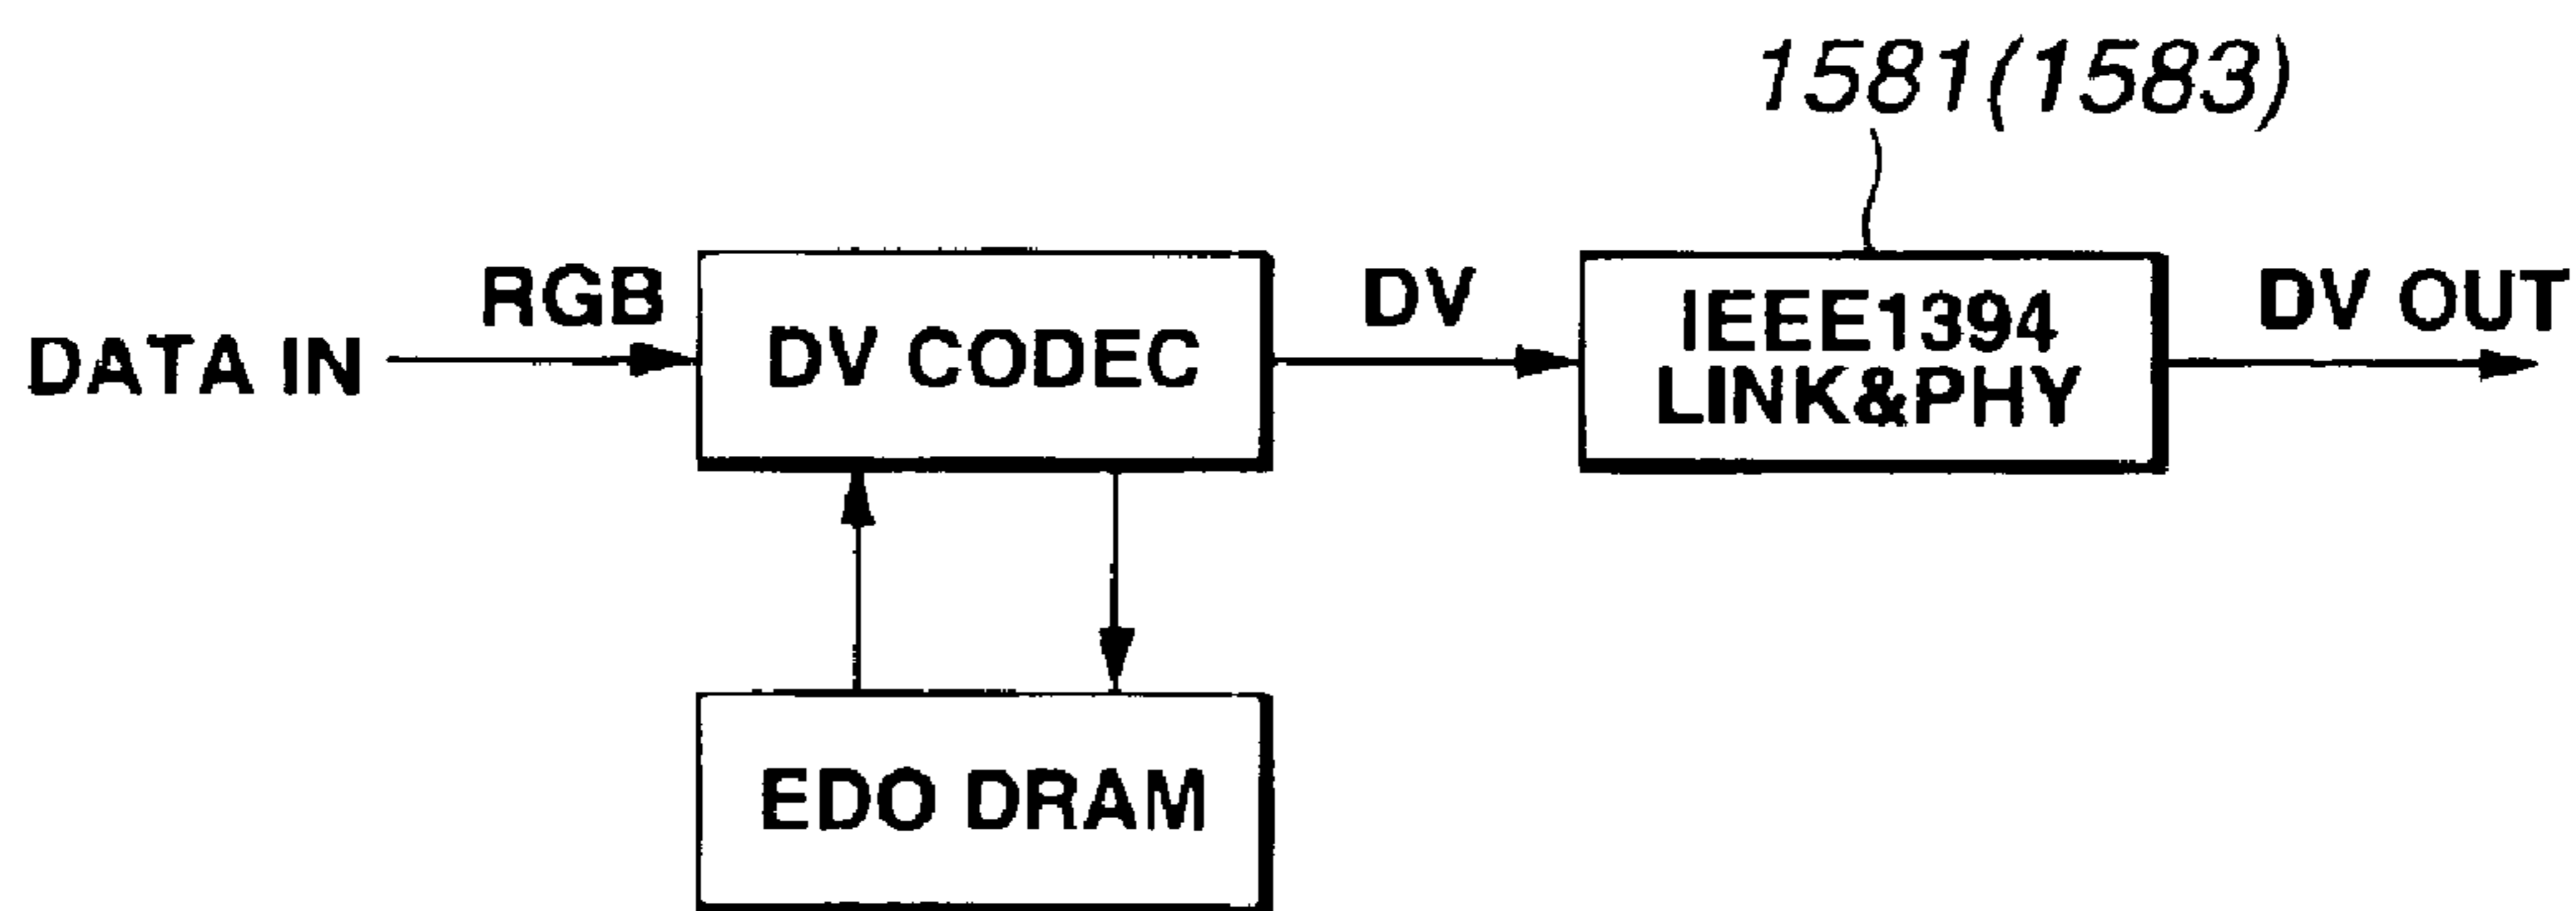 1581(1583)
DATA IN
RGB
DV CODEC
DV
IEEE1394
LINK&PHY
DV OUT
EDO DRAM